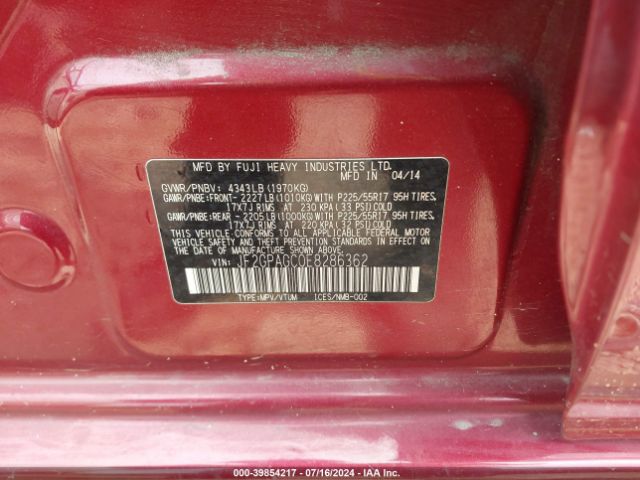 MFD BY FUJI HEAVY INDUSTRIES LTD.
MFD IN 04/14
GVWR/PNBV: 4343LB (1970KG)
GAWR/PNBE: FRONT- 2227LB(1010KG)WITH P225/55R17 95H TIRES,
17X7J RIMS AT 230 KPA( 33 PSI)COLD
GAWR/PNBE: REAR - 2205LB(1000KG)WITH P225/55R17 95H TIRES,
17X7J RIMS AT 220 KPA( 32 PSI)COLD
THIS VEHICLE CONFORMS TO ALL APPLICABLE
FEDERAL MOTOR VEHICLE SAFETY STANDARDS
IN EFFECT ON THE DATE OF MANUFACTURE SHOWN ABOVE.
VIN: JF2GPAGC0E8286362
TYPE:MPV/VTUM ICES/NMB-002
000-39854217 - 07/16/2024 - IAA Inc.